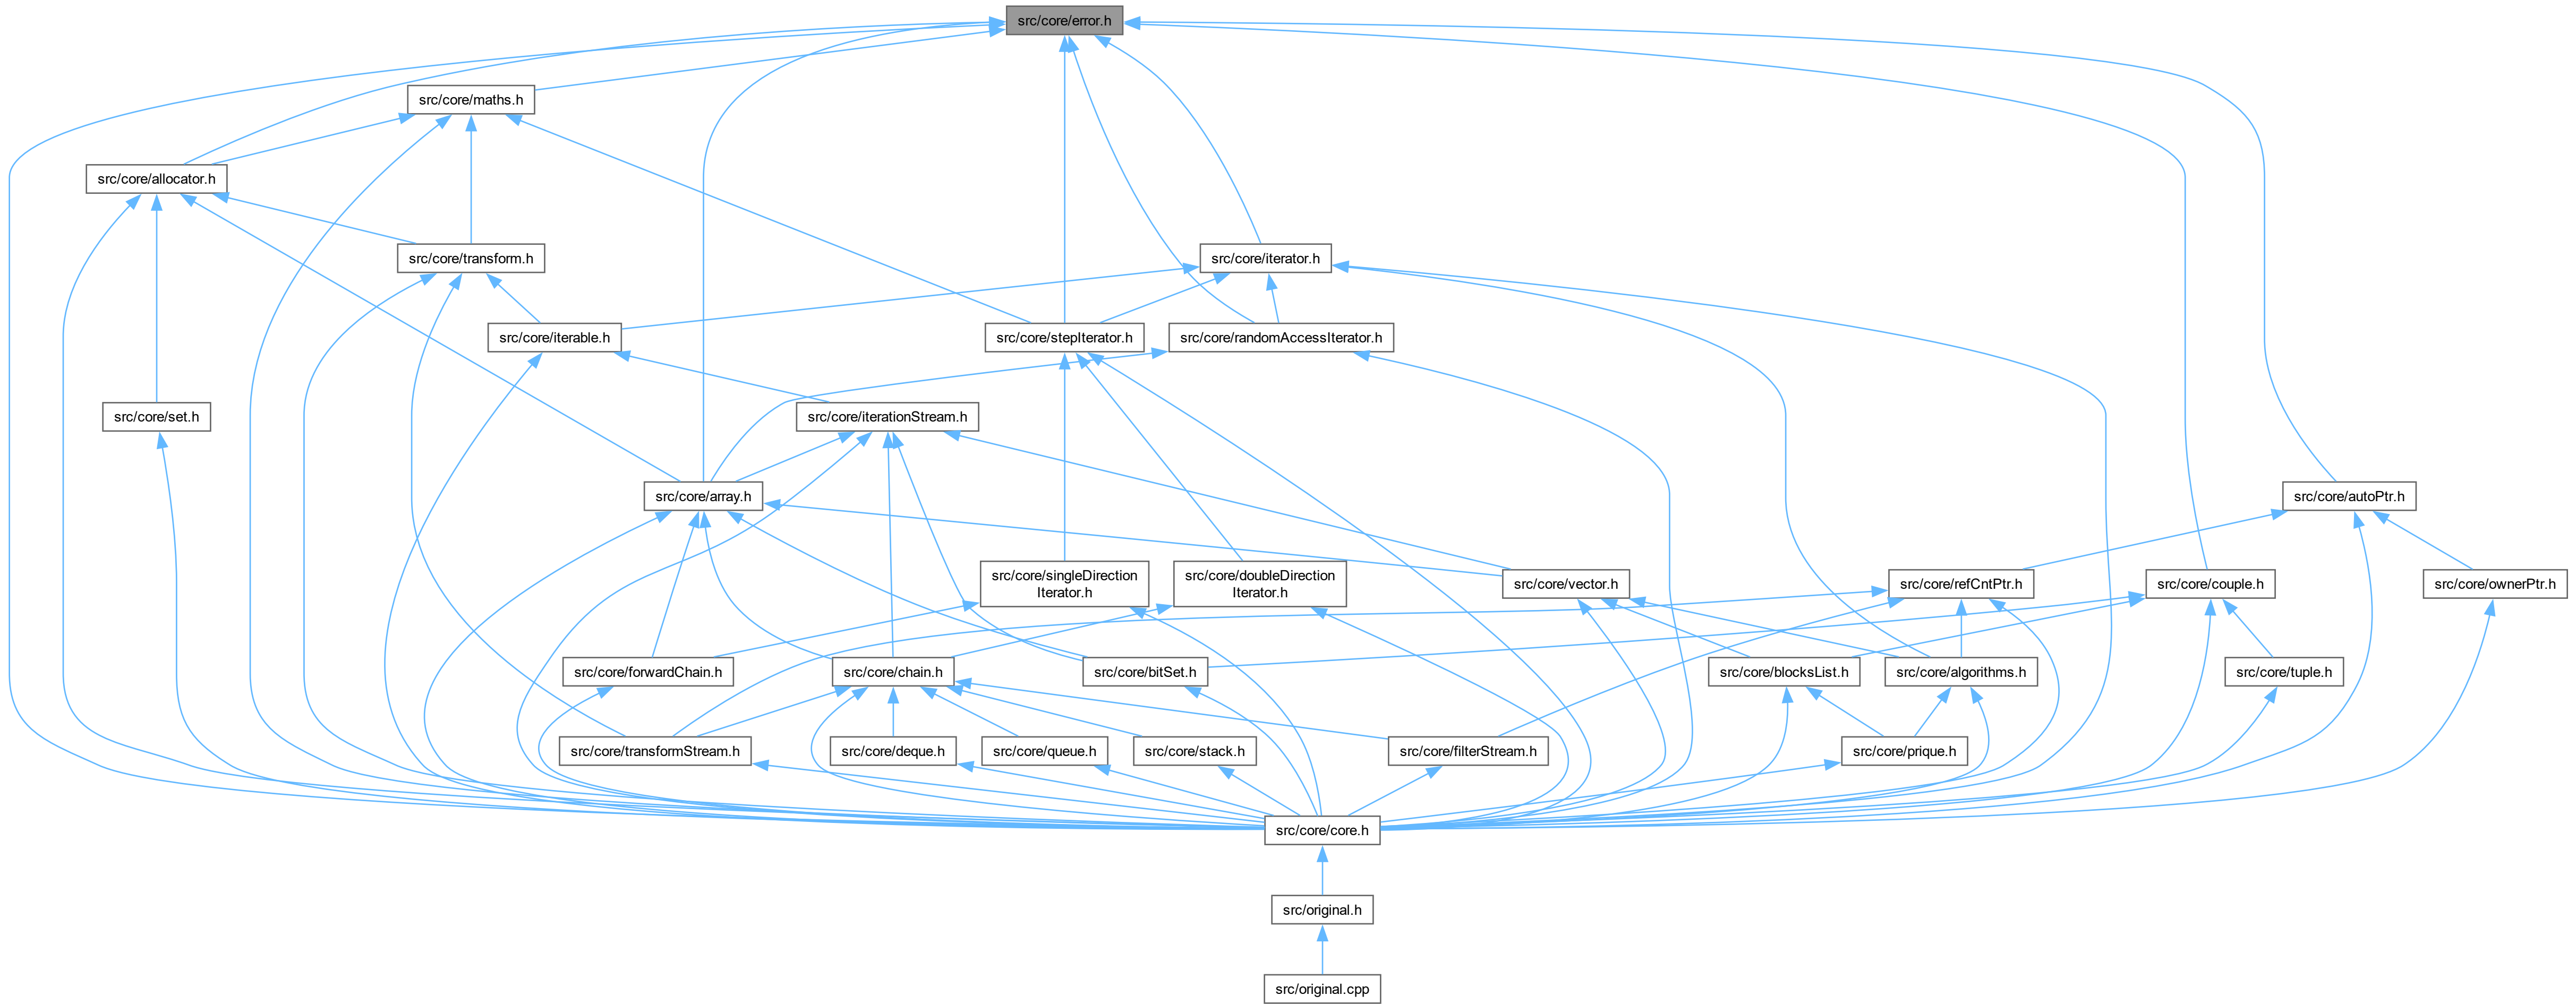 src/core/error.h
src/core/maths.h
src/core/allocator.h
src/core/transform.h
src/core/iterator.h
src/core/iterable.h
src/core/stepIterator.h
src/core/randomAccessIterator.h
src/core/set.h
src/core/iterationStream.h
src/core/array.h
src/core/autoPtr.h
src/core/singleDirection
Iterator.h
src/core/doubleDirection
Iterator.h
src/core/vector.h
src/core/refCntPtr.h
src/core/couple.h
src/core/ownerPtr.h
src/core/forwardChain.h
src/core/chain.h
src/core/bitSet.h
src/core/blocksList.h
src/core/algorithms.h
src/core/tuple.h
src/core/transformStream.h
src/core/deque.h
src/core/queue.h
src/core/stack.h
src/core/filterStream.h
src/core/prique.h
src/core/core.h
src/original.h
src/original.cpp